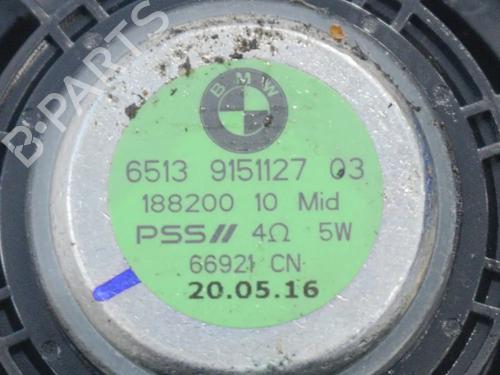 B-PARTS
BMW
6513 9151127 03
188200 10 Mid
PSS// 4Ω 5W
66921 CN
20.05.16